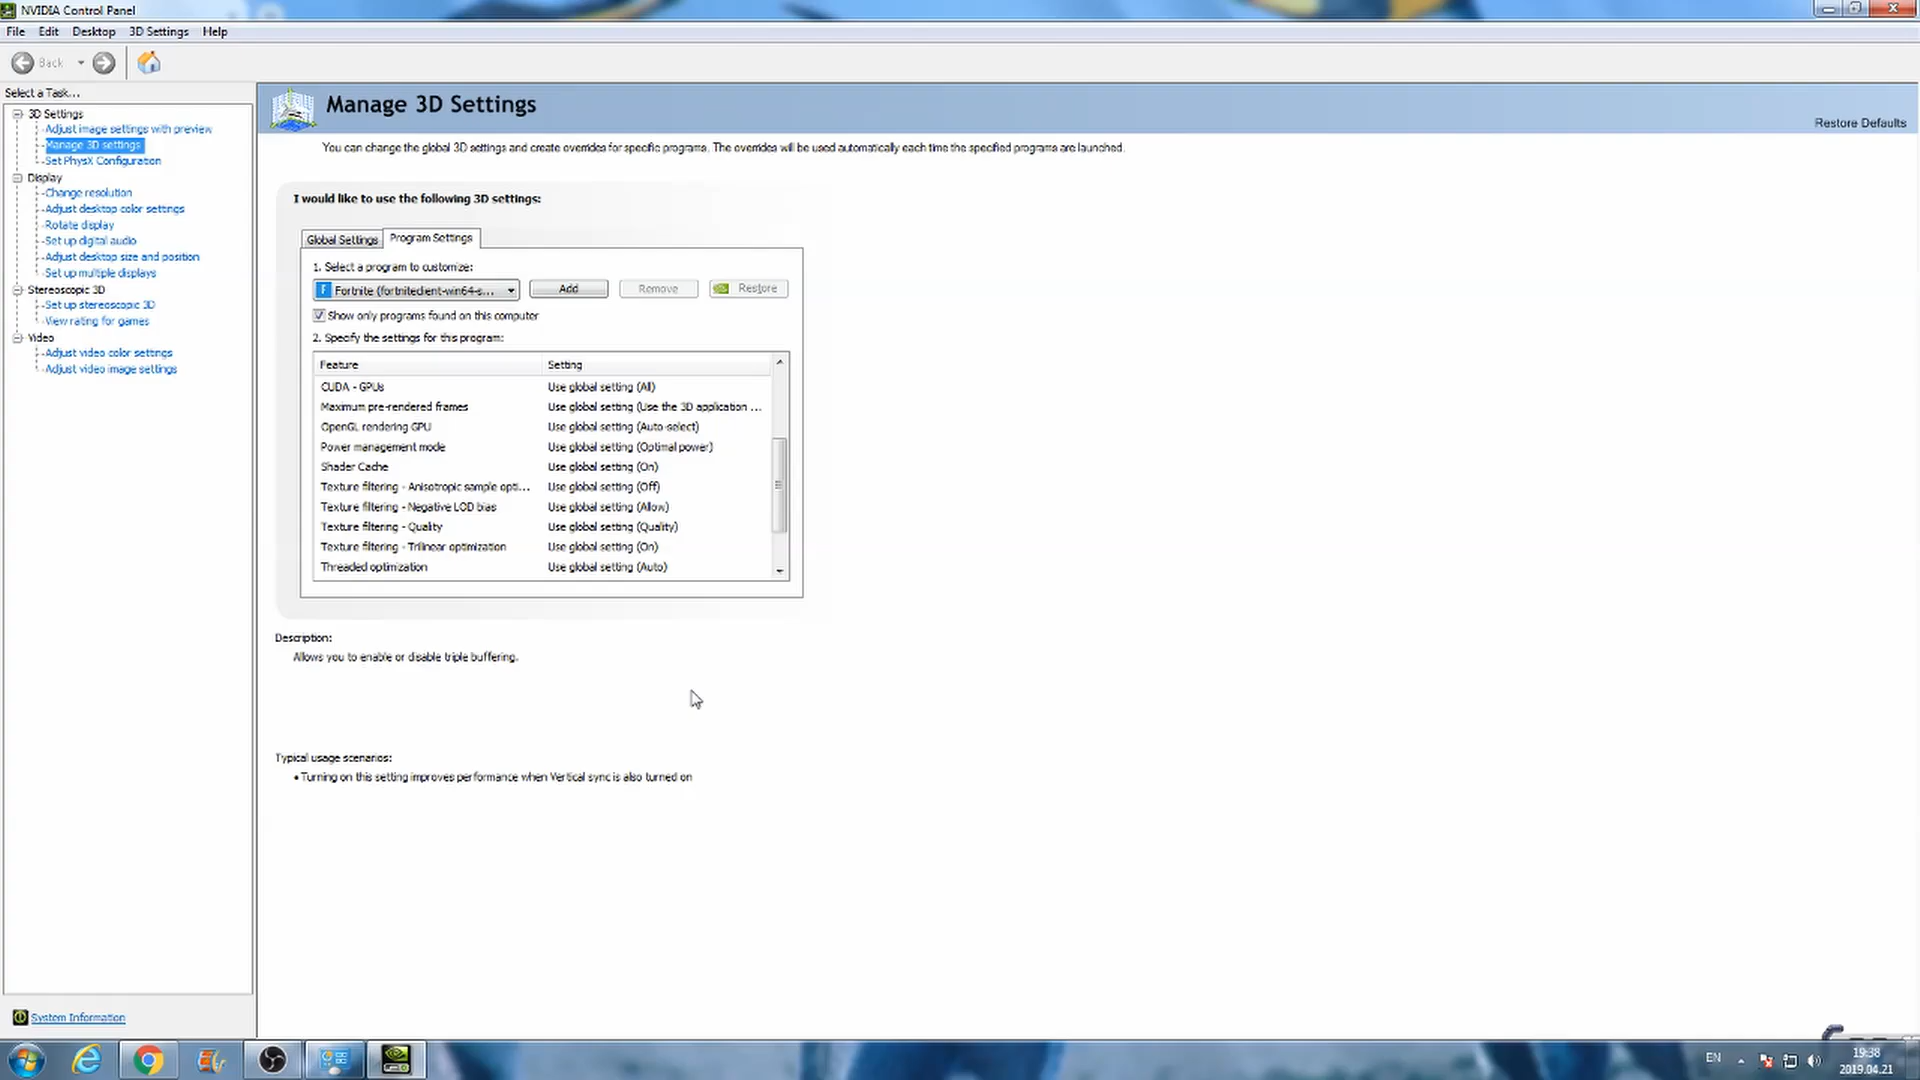 NVIDIA Control Panel
File Edit Desktop 3D Settings Help
Back
Select a Task...
3D Settings
Adjust image settings with preview
Manage 3D settings
Set PhysX Configuration
Display
Change resolution
Adjust desktop color settings
Rotate display
Set up digital audio
Adjust desktop size and position
Set up multiple displays
Stereoscopic 3D
Set up stereoscopic 3D
View rating for games
Video
Adjust video color settings
Adjust video image settings
System Information
Manage 3D Settings
Restore Defaults
You can change the global 3D settings and create overrides for specific programs. The overrides will be used automatically each time the specified programs are launched.
I would like to use the following 3D settings:
Global Settings Program Settings
1. Select a program to customize:
Fortnite (fortniteclient-win64-s... Add Remove Restore
Show only programs found on this computer
2. Specify the settings for this program:
Feature Setting
CUDA - GPUs Use global setting (All)
Maximum pre-rendered frames Use global setting (Use the 3D application ...
OpenGL rendering GPU Use global setting (Auto-select)
Power management mode Use global setting (Optimal power)
Shader Cache Use global setting (On)
Texture filtering - Anisotropic sample opti... Use global setting (Off)
Texture filtering - Negative LOD bias Use global setting (Allow)
Texture filtering - Quality Use global setting (Quality)
Texture filtering - Trilinear optimization Use global setting (On)
Threaded optimization Use global setting (Auto)
Description:
Allows you to enable or disable triple buffering.
Typical usage scenarios:
• Turning on this setting improves performance when Vertical sync is also turned on
EN
19:38
2019.04.21